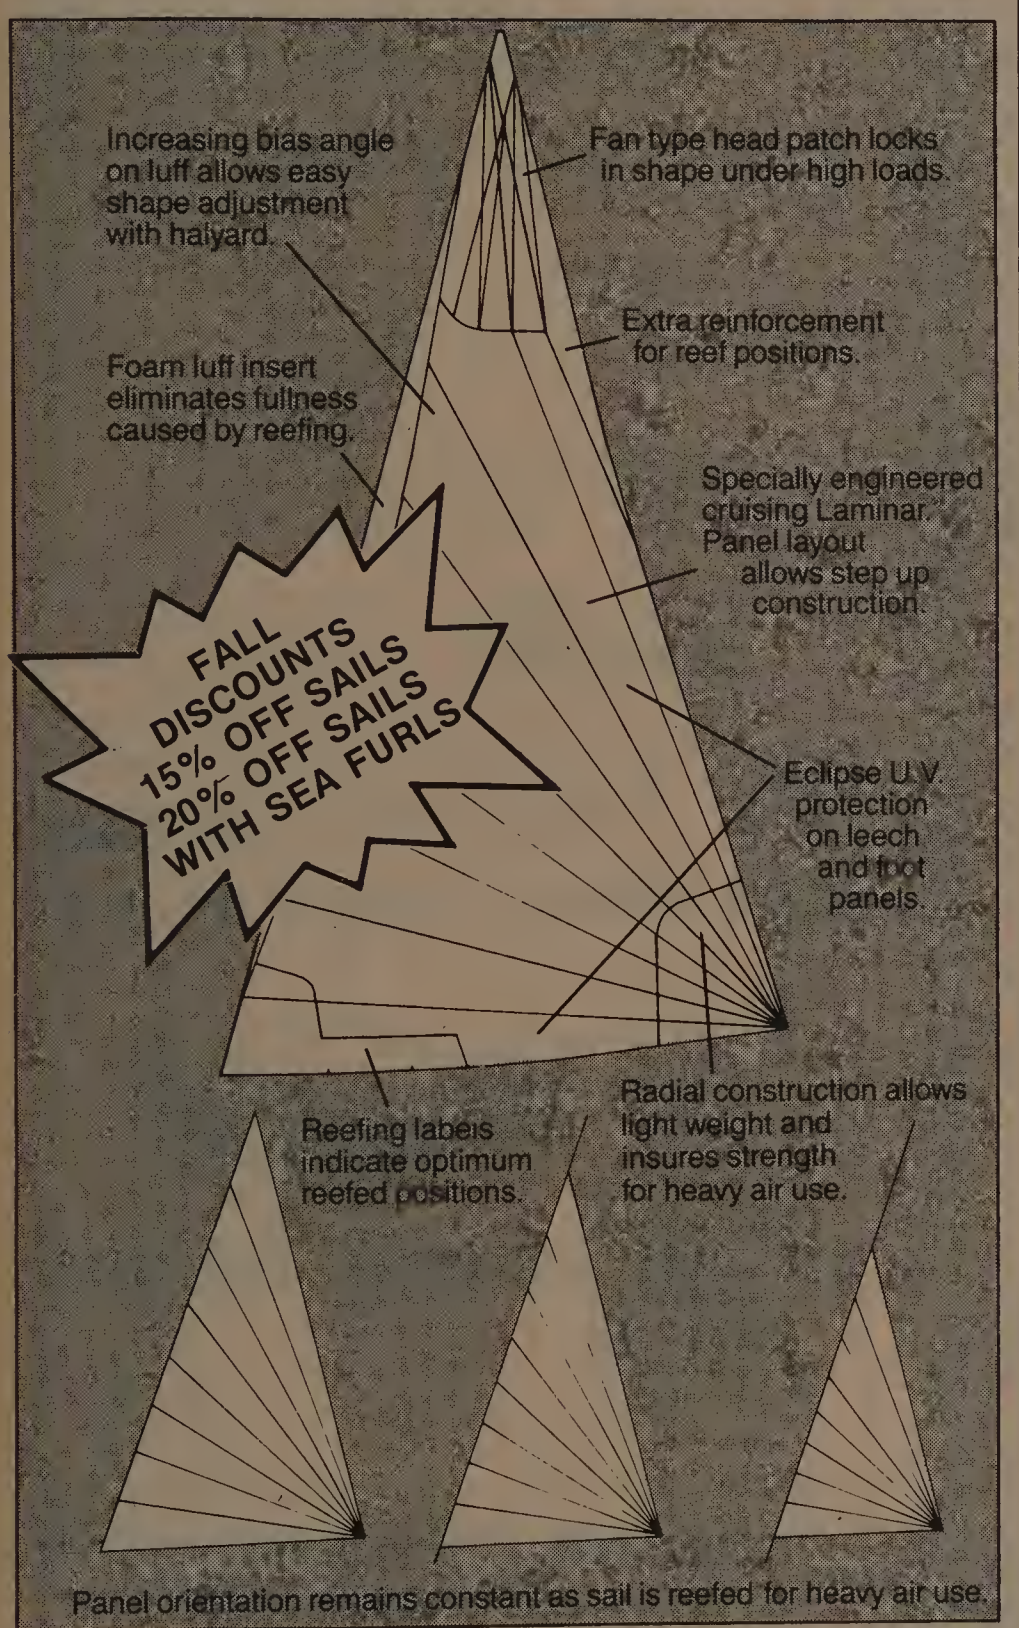 Increasing bias angle
on luff allows easy
shape adjustment
with halyard.
Fan type head patch locks
in shape under high loads.
Extra reinforcement
for reef positions.
Foam luff insert
eliminates fullness
caused by reefing.
Specially engineered
cruising Laminar.
Panel layout
allows step up
construction.
FALL
DISCOUNTS
15% OFF SAILS
20% OFF SAILS
WITH SEA FURLS
Eclipse U.V.
protection
on leech
and foot
panels.
Reefing labels
indicate optimum
reefed positions.
Radial construction allows
light weight and
insures strength
for heavy air use.
Panel orientation remains constant as sail is reefed for heavy air use.